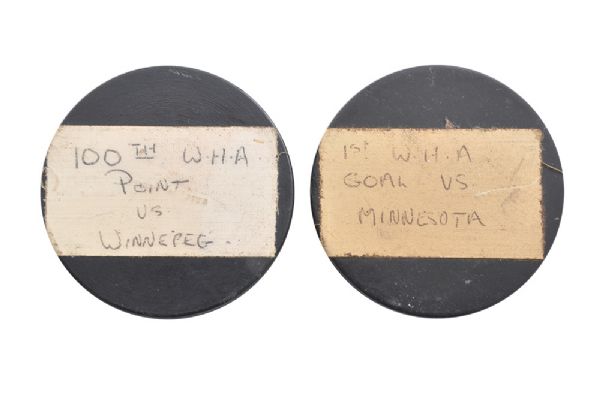 100TH W.H.A.
POINT
VS
WINNEPEG.
1ST W.H.A
GOAL VS
MINNESOTA